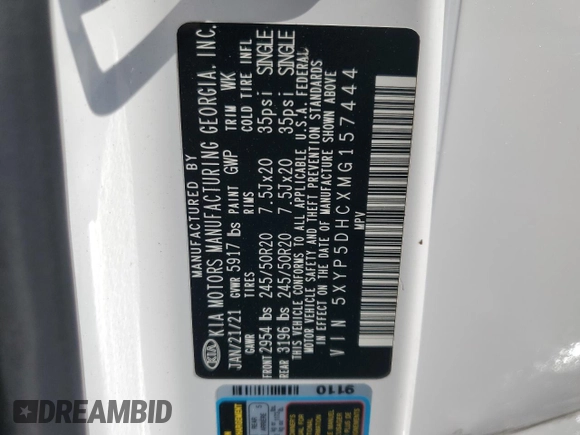 MANUFACTURED BY
KIA KIA MOTORS MANUFACTURING GEORGIA, INC.
JAN/21/21 PAINT GWP TRIM WK
GVWR 5917 lbs
GAWR TIRES RIMS COLD TIRE INFL
FRONT 2954 lbs 245/50R20 7.5Jx20 35psi SINGLE
REAR 3196 lbs 245/50R20 7.5Jx20 35psi SINGLE
THIS VEHICLE CONFORMS TO ALL APPLICABLE U.S.A. FEDERAL
MOTOR VEHICLE SAFETY AND THEFT PREVENTION STANDARDS
IN EFFECT ON THE DATE OF MANUFACTURE SHOWN ABOVE
VIN 5XYP5DHCXMG157444
MPV
9110
DREAMBID